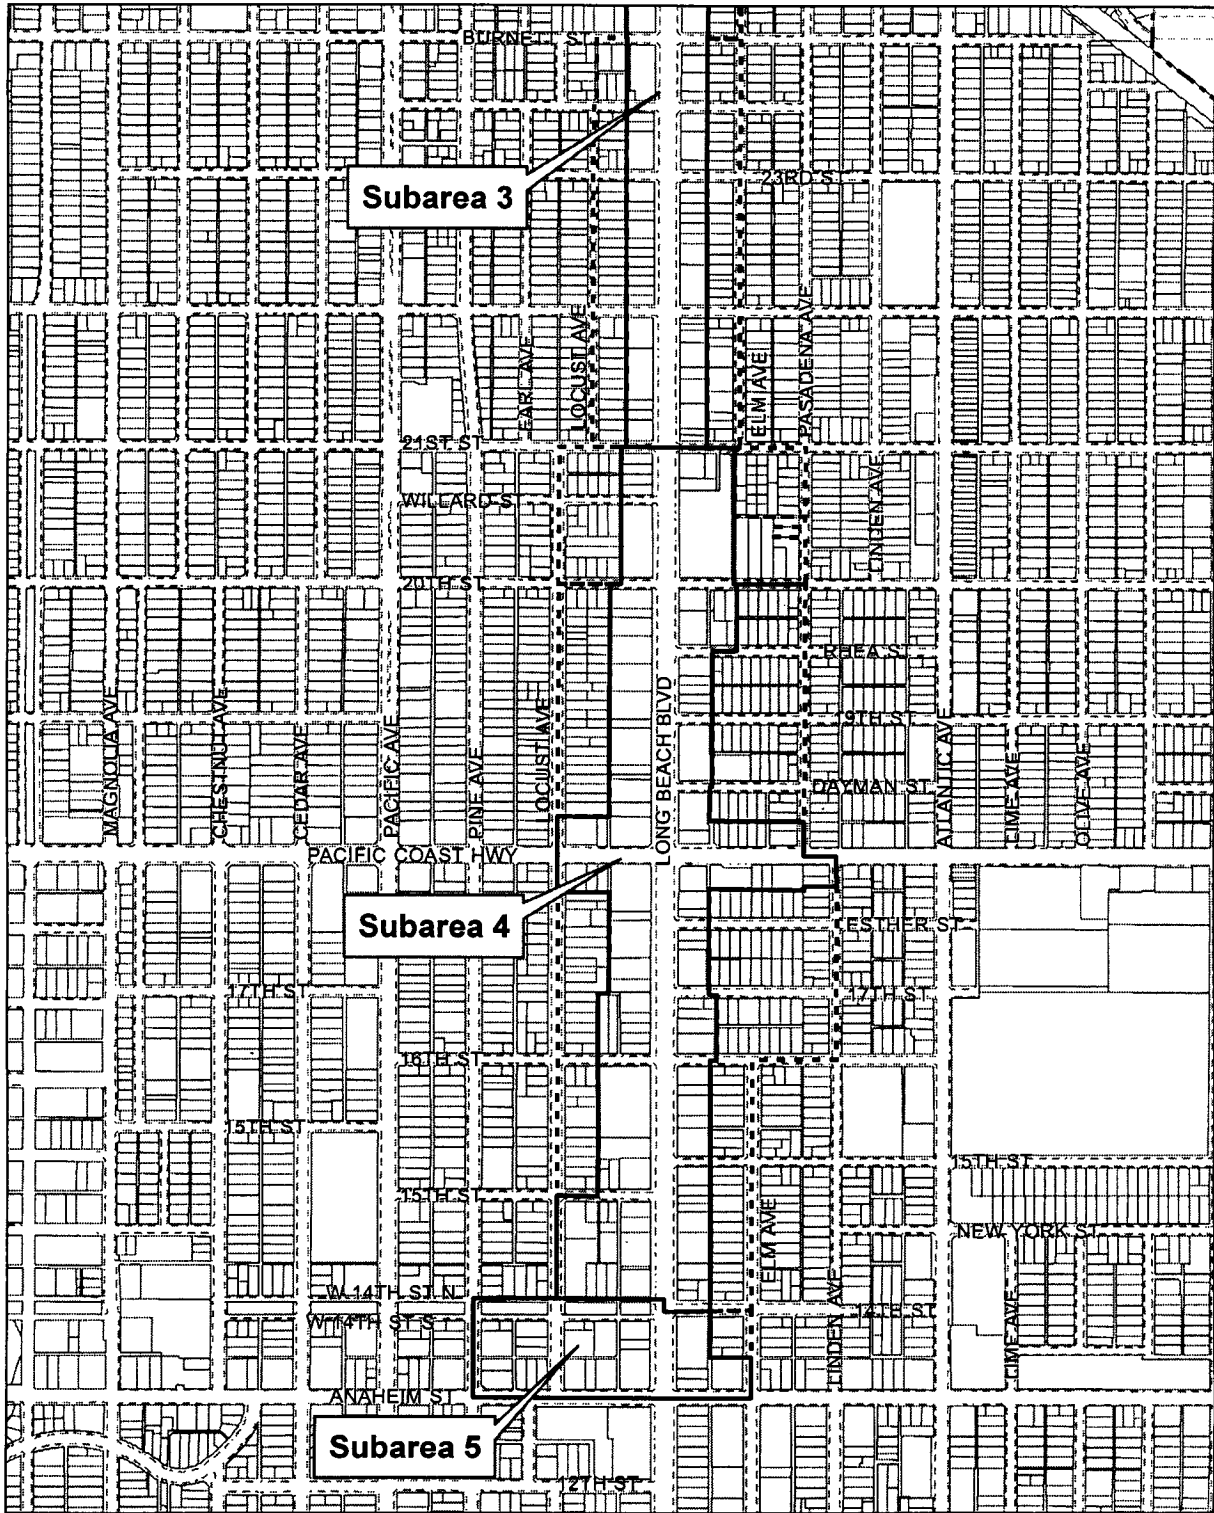 BURNETT ST
Subarea 3
23RD S
EARL AVE
LOCUST AVE
ELM AVE
PASADENA AVE
21ST ST
WILLARD S
LINDEN AVE
20TH ST
RHEA ST
19TH ST
MAGNOLIA AVE
CHESTNUT AVE
CEDAR AVE
PACIFIC AVE
PINE AVE
LOCUST AVE
LONG BEACH BLVD
DAYMAN ST
ATLANTIC AVE
LIME AVE
OLIVE AVE
PACIFIC COAST HWY
Subarea 4
ESTHER ST
17TH ST
17TH ST
16TH ST
15TH ST
15TH ST
15TH ST
ELM AVE
NEW YORK ST
W 14TH ST N
14TH ST
W 14TH ST S
LINDEN AVE
LIME AVE
ANAHEIM ST
Subarea 5
12TH ST